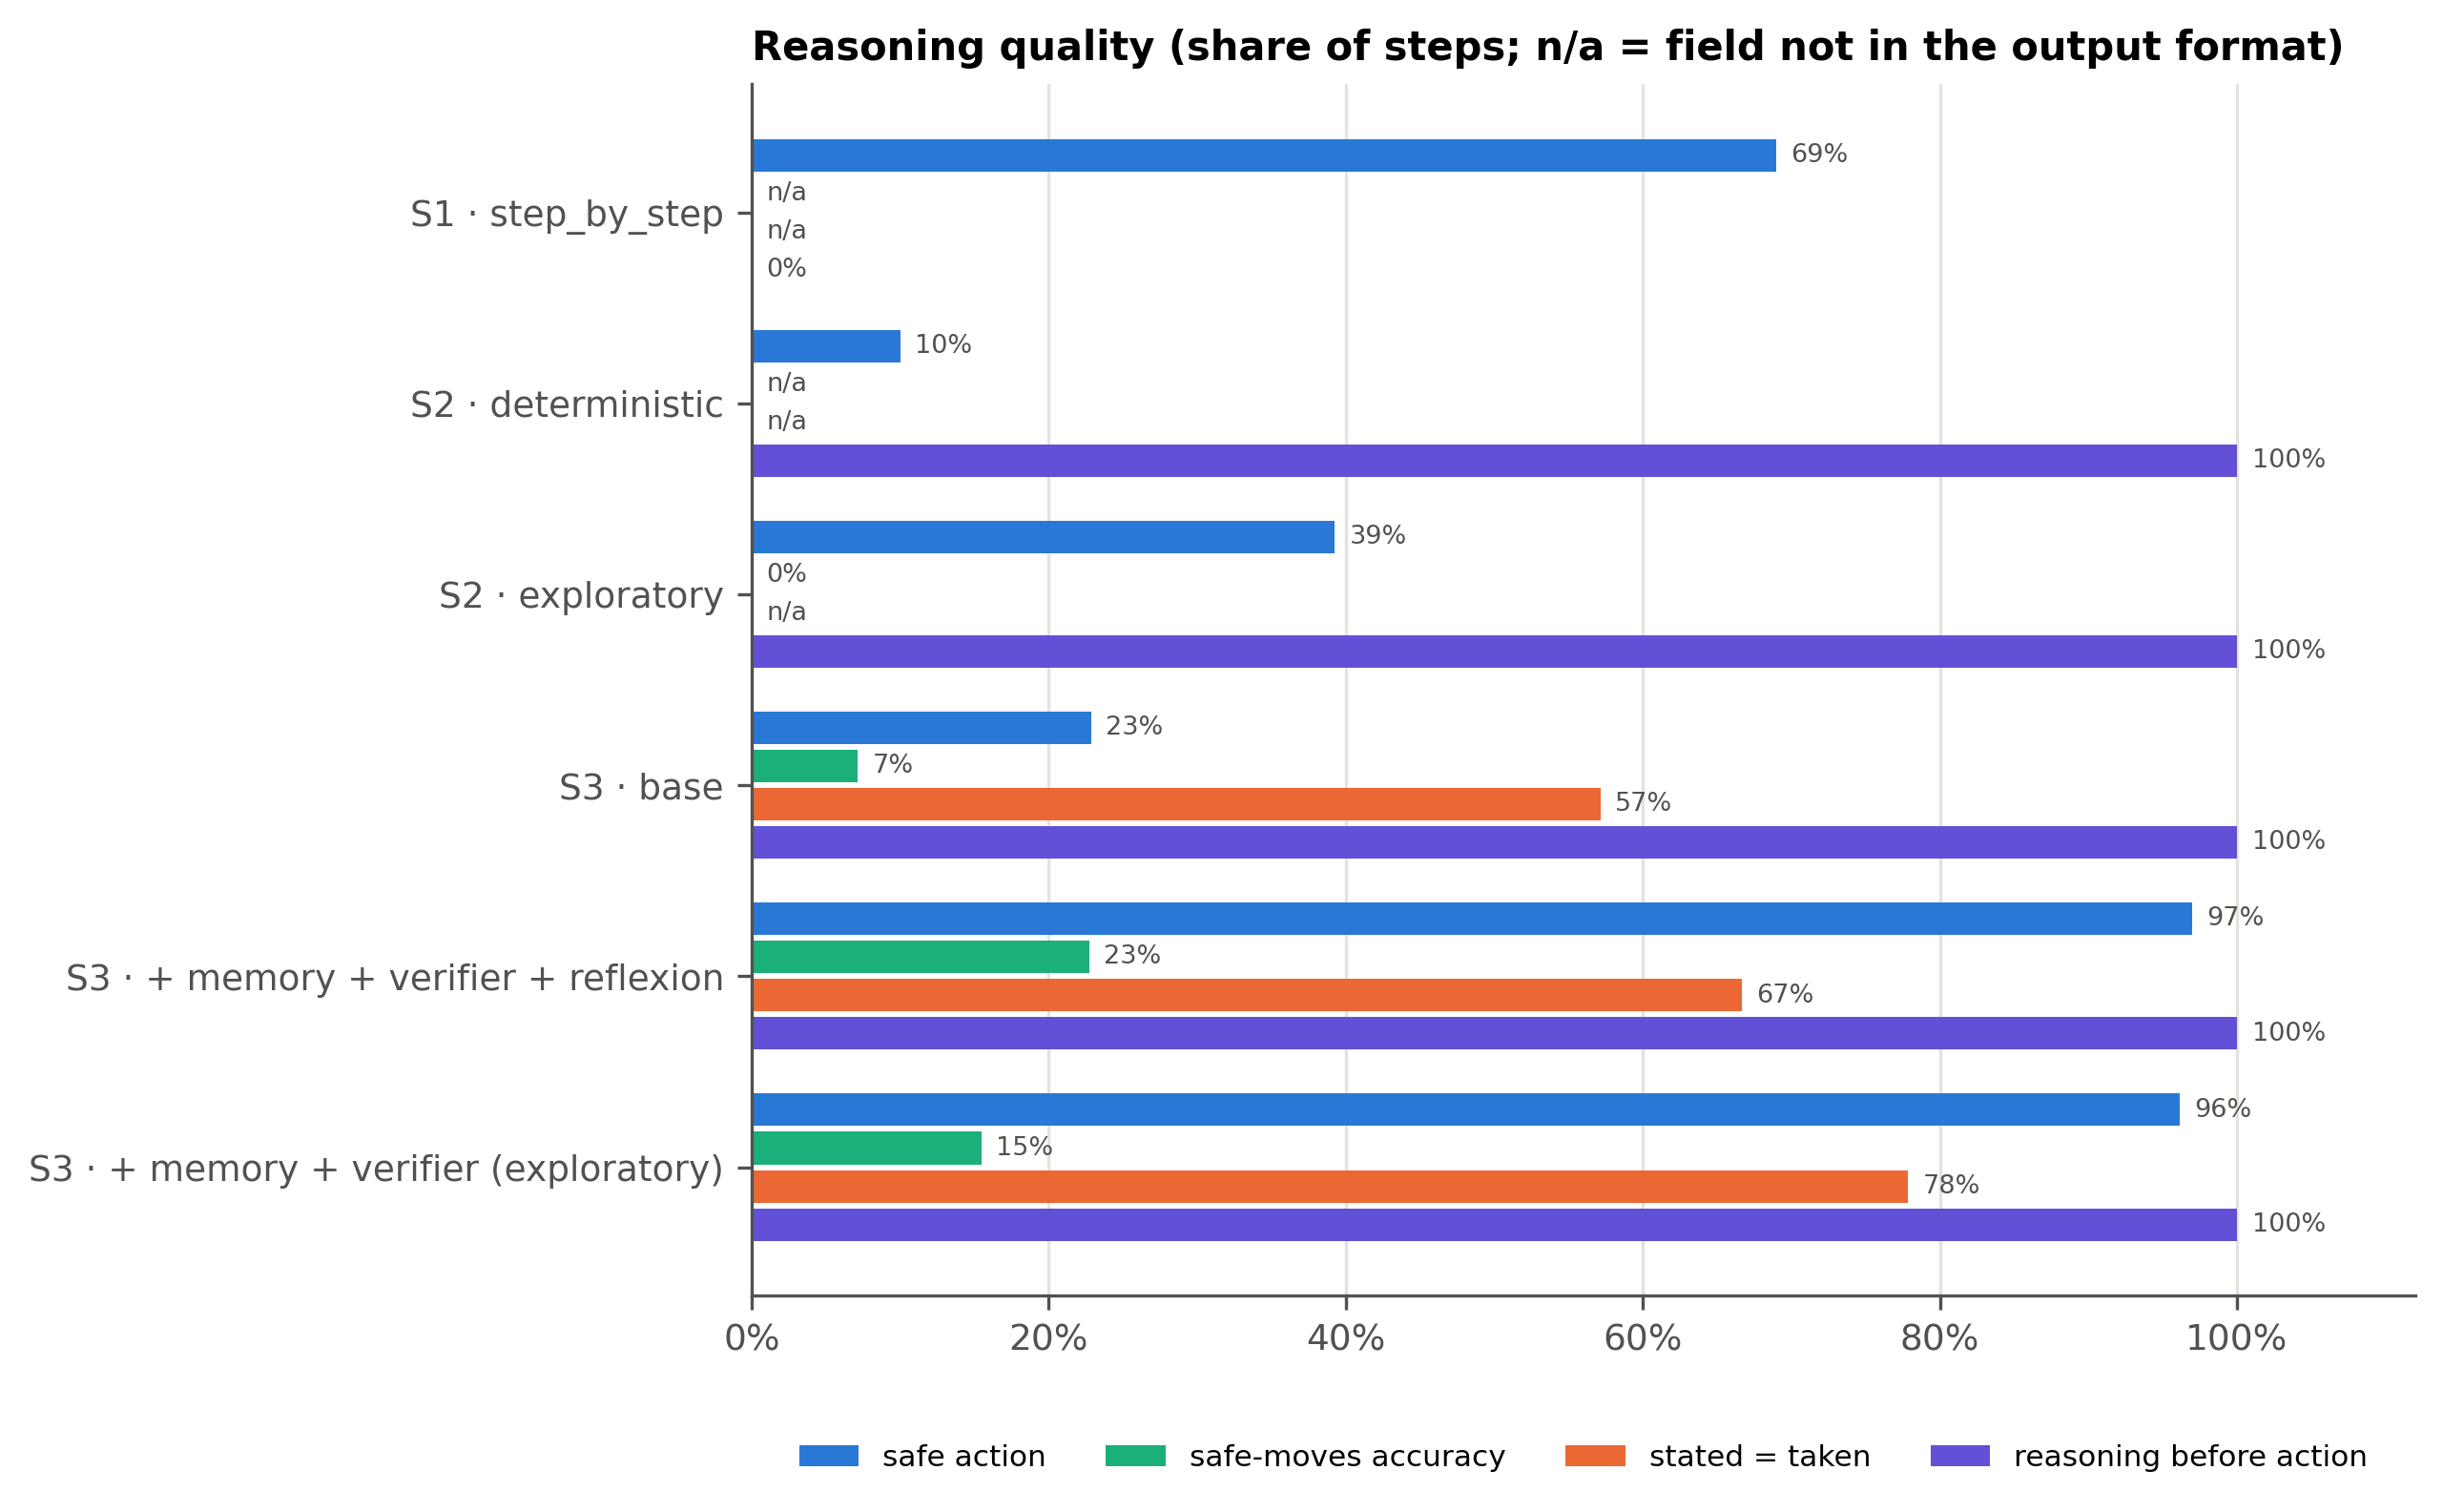 Reasoning quality (share of steps; n/a = field not in the output format)
S1 · step_by_step
69%
n/a
n/a
0%
S2 · deterministic
10%
n/a
n/a
100%
S2 · exploratory
39%
0%
n/a
100%
S3 · base
23%
7%
57%
100%
S3 · + memory + verifier + reflexion
97%
23%
67%
100%
S3 · + memory + verifier (exploratory)
96%
15%
78%
100%
0% 20% 40% 60% 80% 100%
safe action safe-moves accuracy stated = taken reasoning before action